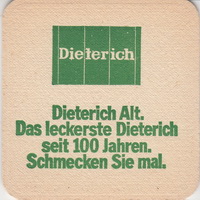 Dieterich
Dieterich Alt.
Das leckerste Dieterich
seit 100 Jahren.
Schmecken Sie mal.